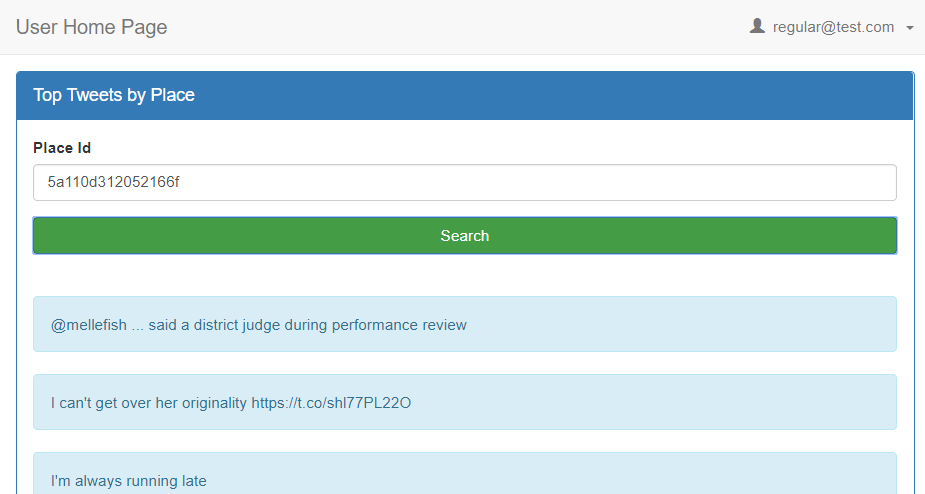 User Home Page
regular@test.com
Top Tweets by Place
Place Id
5a110d312052166f
Search
@mellefish ... said a district judge during performance review
I can't get over her originality https://t.co/shl77PL22O
I'm always running late